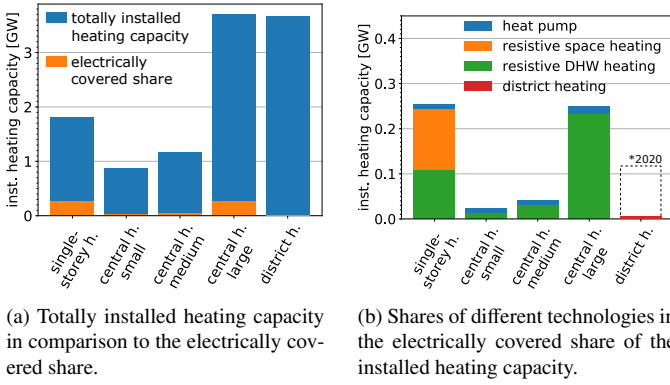 totally installed
heating capacity
electrically
covered share
inst. heating capacity [GW]
3
2
1
0
single-
storey h.
central h.
small
central h.
medium
central h.
large
district h.
(a) Totally installed heating capacity
in comparison to the electrically cov-
ered share.
heat pump
resistive space heating
resistive DHW heating
district heating
inst. heating capacity [GW]
0.4
0.3
0.2
0.1
0.0
*2020
single-
storey h.
central h.
small
central h.
medium
central h.
large
district h.
(b) Shares of different technologies in
the electrically covered share of the
installed heating capacity.